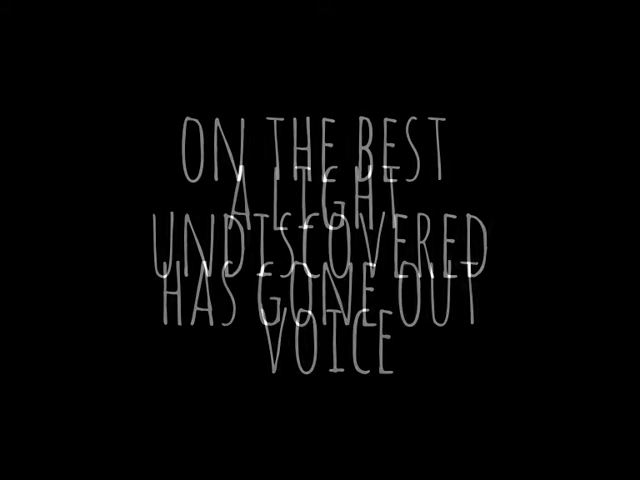 ON THE BEST
A LIGHT
UNDISCOVERED
HAS GONE OUT
VOICE